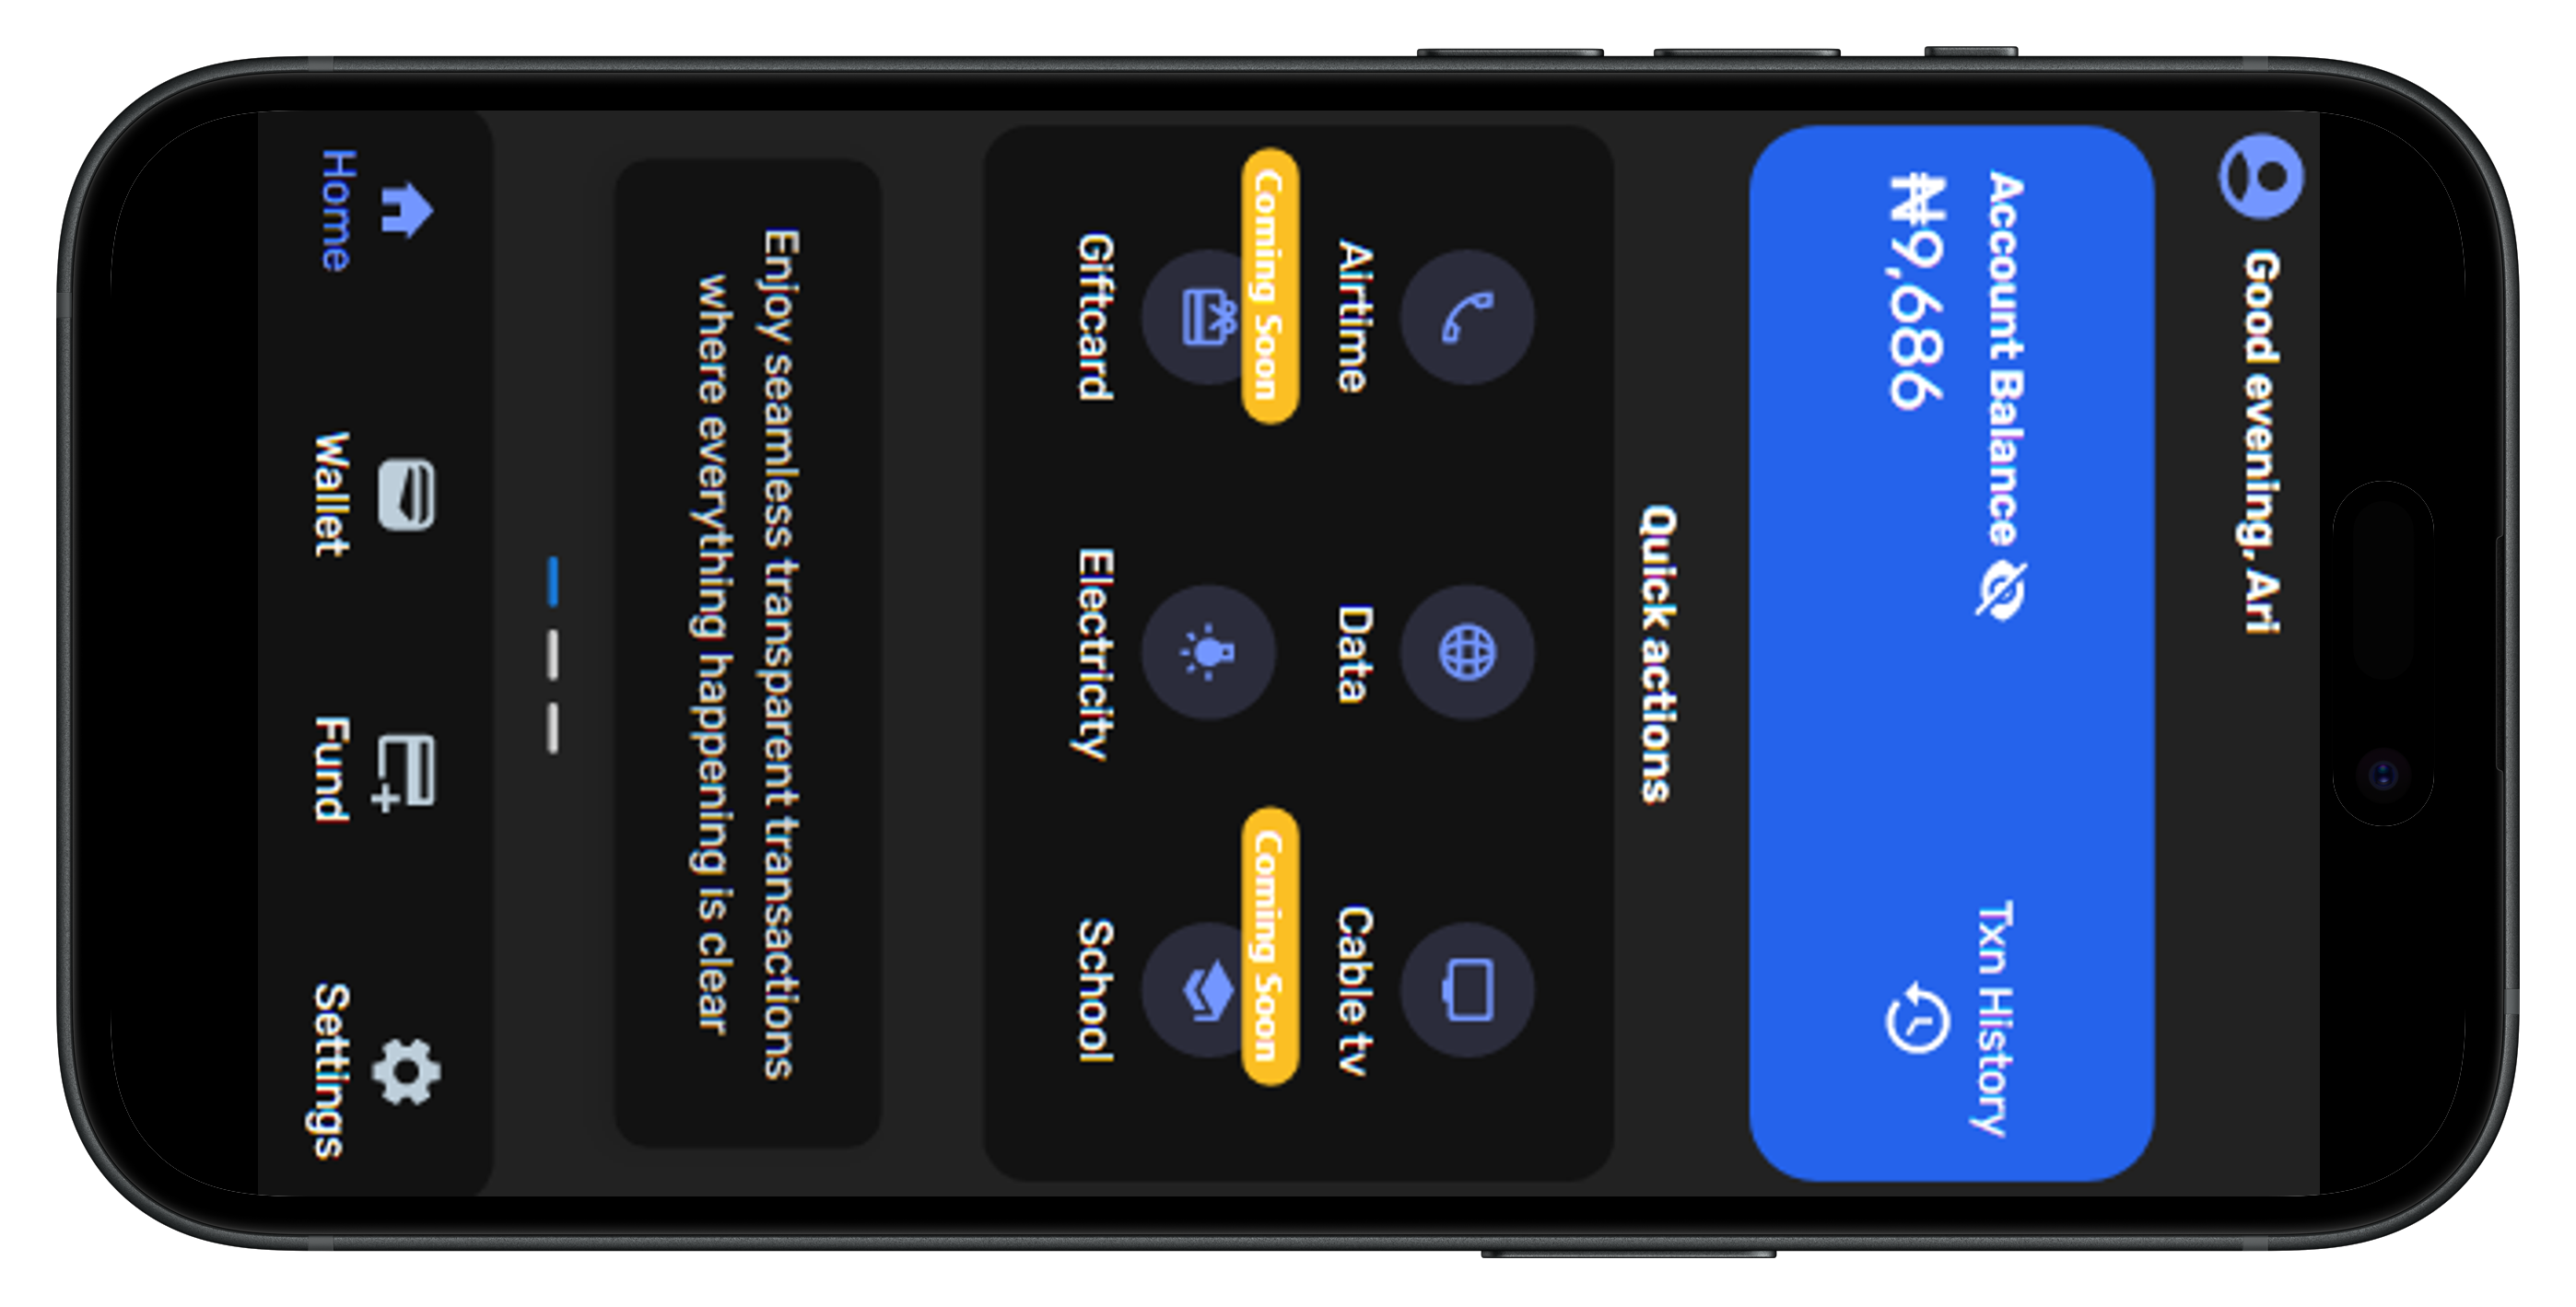 Good evening, Ari
Account Balance
Txn History
₦9,686
Quick actions
Airtime
Data
Cable tv
Coming Soon
Coming Soon
Giftcard
Electricity
School
Enjoy seamless transparent transactions
where everything happening is clear
Home
Wallet
Fund
Settings